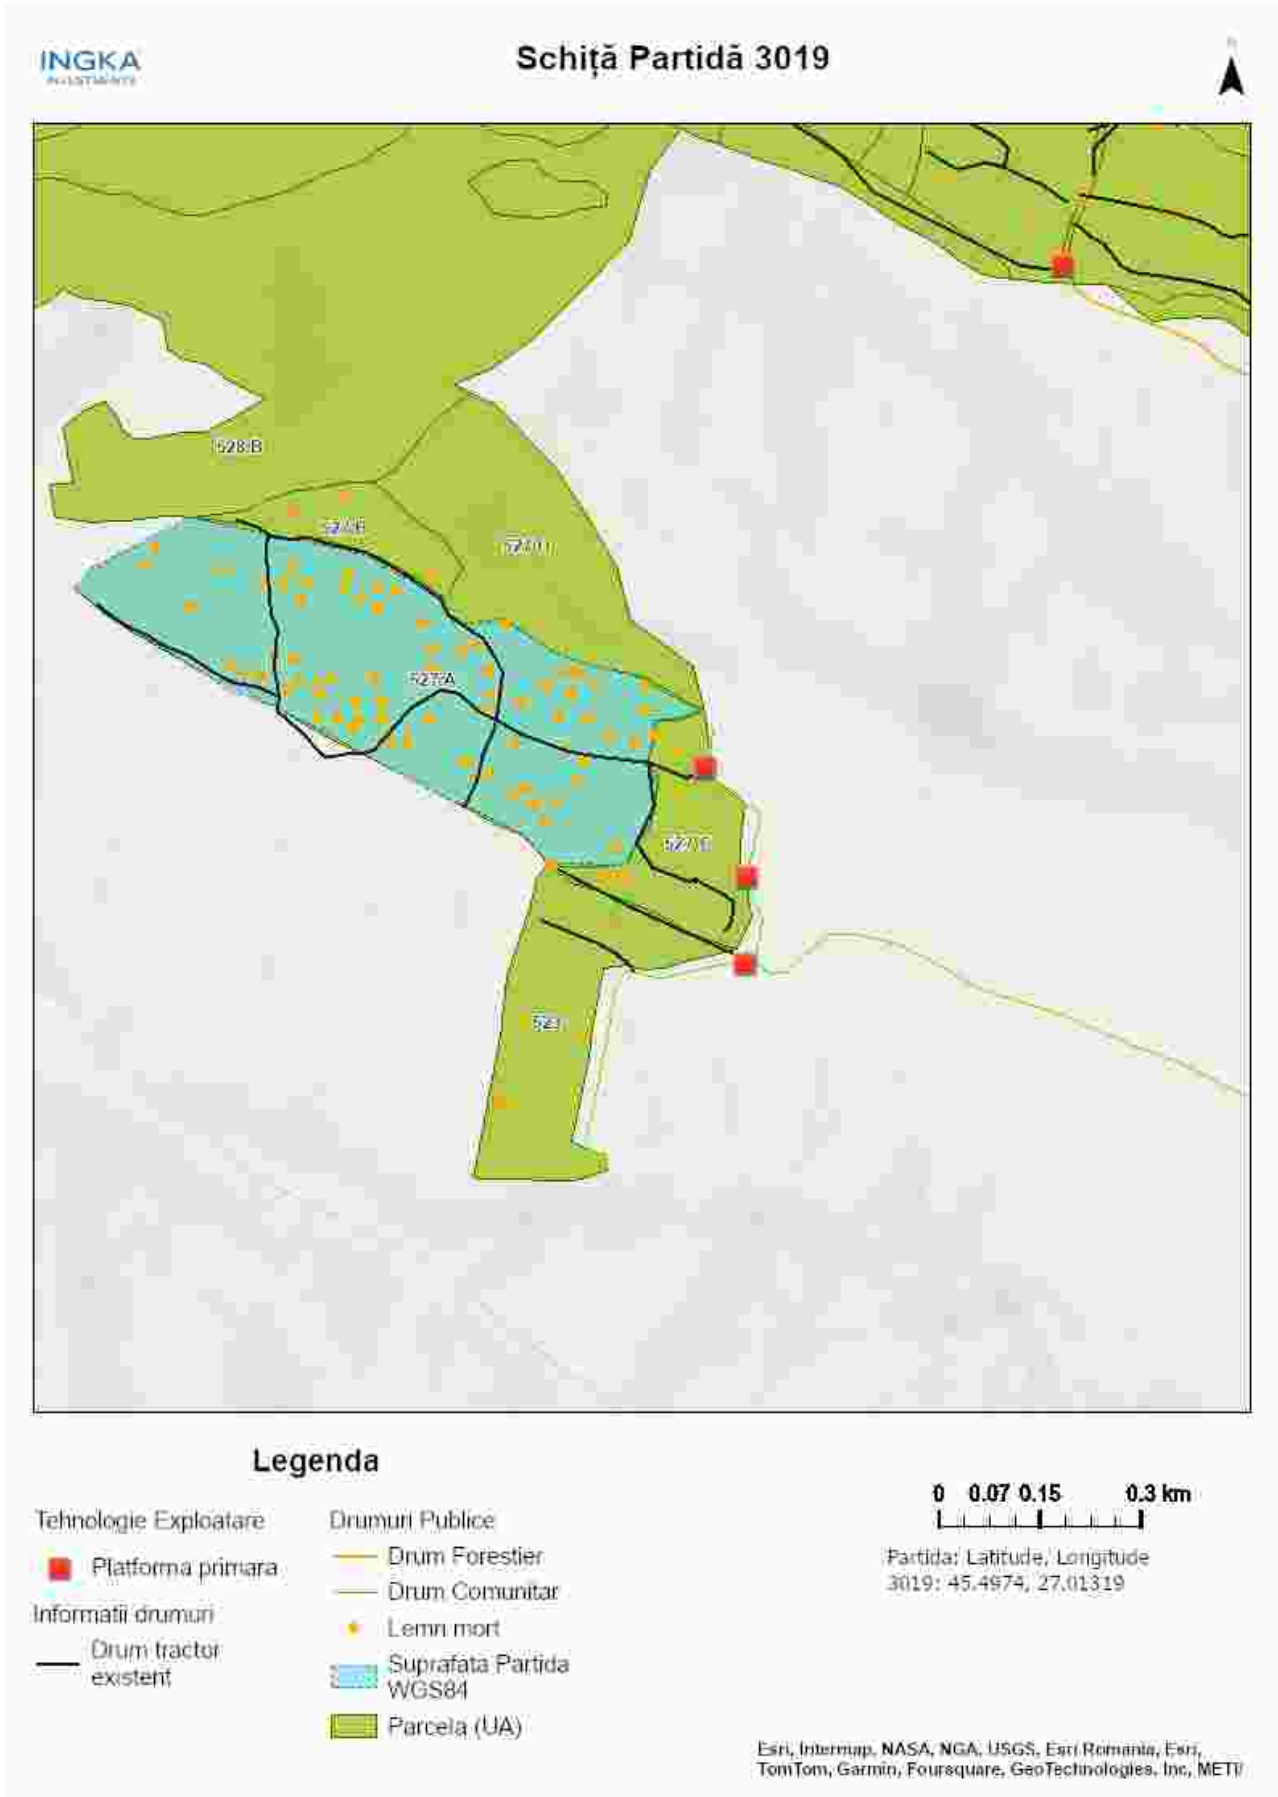 INGKA
INVESTMENTS
Schiță Partidă 3019
N
528 B
527 A
Legenda
Tehnologie Exploatare
Platforma primara
Informatii drumuri
Drum tractor
existent
Drumuri Publice
Drum Forestier
Drum Comunitar
Lemn mort
Suprafata Partida
WGS84
Parcela (UA)
0 0.07 0.15 0.3 km
Partida: Latitude, Longitude
3019: 45.4974, 27.01319
Esri, Intermap, NASA, NGA, USGS, Esri Romania, Esri,
TomTom, Garmin, Foursquare, GeoTechnologies, Inc, METI/